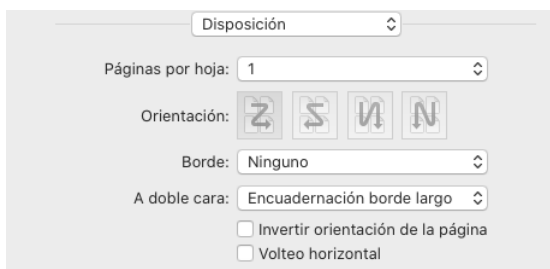 Disposición
Páginas por hoja: 1
Orientación:
Borde: Ninguno
A doble cara: Encuadernación borde largo
Invertir orientación de la página
Volteo horizontal